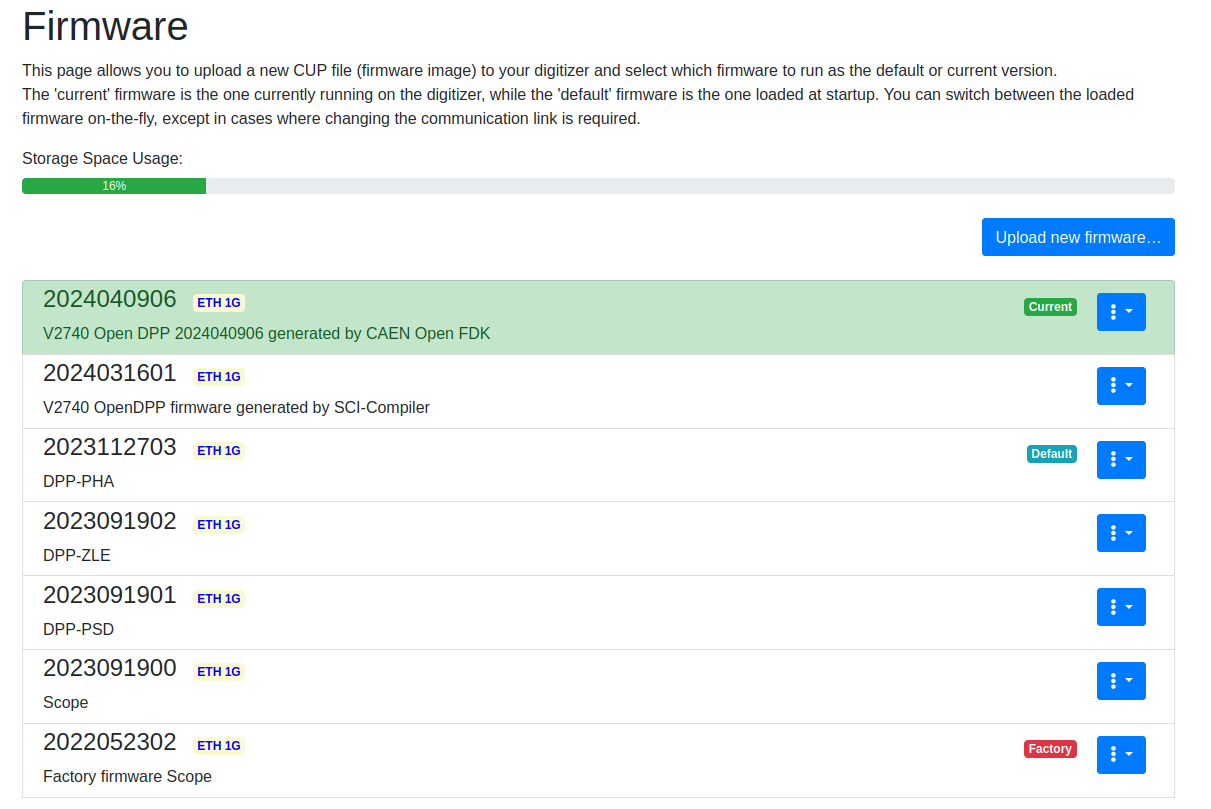 Firmware
This page allows you to upload a new CUP file (firmware image) to your digitizer and select which firmware to run as the default or current version.
The 'current' firmware is the one currently running on the digitizer, while the 'default' firmware is the one loaded at startup. You can switch between the loaded
firmware on-the-fly, except in cases where changing the communication link is required.
Storage Space Usage:
16%
Upload new firmware…
2024040906 ETH 1G Current
V2740 Open DPP 2024040906 generated by CAEN Open FDK
2024031601 ETH 1G
V2740 OpenDPP firmware generated by SCI-Compiler
2023112703 ETH 1G Default
DPP-PHA
2023091902 ETH 1G
DPP-ZLE
2023091901 ETH 1G
DPP-PSD
2023091900 ETH 1G
Scope
2022052302 ETH 1G Factory
Factory firmware Scope